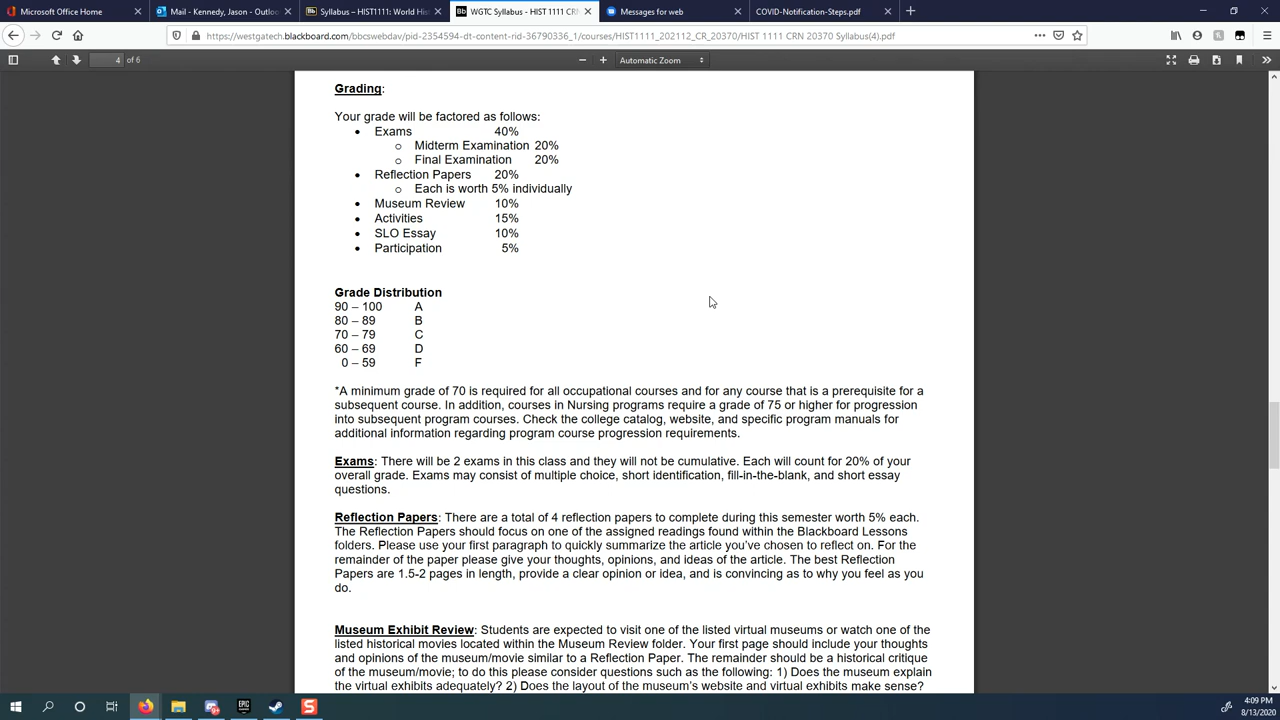 Microsoft Office Home
Mail - Kennedy, Jason - Outloo
Syllabus – HIST1111: World His
WGTC Syllabus - HIST 1111 CRN
Messages for web
COVID-Notification-Steps.pdf
https://westgatech.blackboard.com/bbcswebdav/pid-2354594-dt-content-rid-36790336_1/courses/HIST1111_202112_CR_20370/HIST 1111 CRN 20370 Syllabus(4).pdf
4 of 6
Automatic Zoom
Grading:
Your grade will be factored as follows:
• Exams 40%
o Midterm Examination 20%
o Final Examination 20%
• Reflection Papers 20%
o Each is worth 5% individually
• Museum Review 10%
• Activities 15%
• SLO Essay 10%
• Participation 5%
Grade Distribution
90 – 100 A
80 – 89 B
70 – 79 C
60 – 69 D
0 – 59 F
*A minimum grade of 70 is required for all occupational courses and for any course that is a prerequisite for a
subsequent course. In addition, courses in Nursing programs require a grade of 75 or higher for progression
into subsequent program courses. Check the college catalog, website, and specific program manuals for
additional information regarding program course progression requirements.
Exams: There will be 2 exams in this class and they will not be cumulative. Each will count for 20% of your
overall grade. Exams may consist of multiple choice, short identification, fill-in-the-blank, and short essay
questions.
Reflection Papers: There are a total of 4 reflection papers to complete during this semester worth 5% each.
The Reflection Papers should focus on one of the assigned readings found within the Blackboard Lessons
folders. Please use your first paragraph to quickly summarize the article you’ve chosen to reflect on. For the
remainder of the paper please give your thoughts, opinions, and ideas of the article. The best Reflection
Papers are 1.5-2 pages in length, provide a clear opinion or idea, and is convincing as to why you feel as you
do.
Museum Exhibit Review: Students are expected to visit one of the listed virtual museums or watch one of the
listed historical movies located within the Museum Review folder. Your first page should include your thoughts
and opinions of the museum/movie similar to a Reflection Paper. The remainder should be a historical critique
of the museum/movie; to do this please consider questions such as the following: 1) Does the museum explain
the virtual exhibits adequately? 2) Does the layout of the museum’s website and virtual exhibits make sense?
4:09 PM
8/13/2020